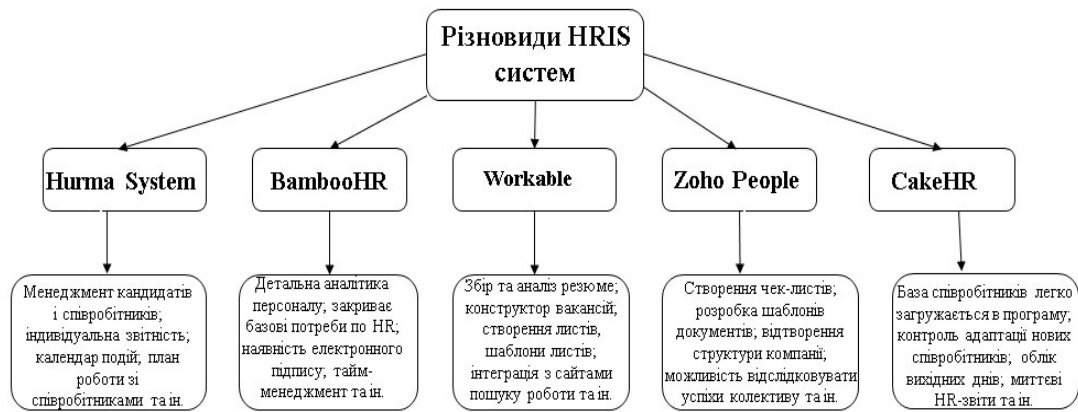 Різновиди HRIS
систем
Hurma System
BambooHR
Workable
Zoho People
CakeHR
Менеджмент кандидатів
і співробітників;
індивідуальна звітність;
календар подій; план
роботи зі
співробітниками та ін.
Детальна аналітика
персоналу; закриває
базові потреби по HR;
наявність електронного
підпису; тайм-
менеджмент та ін.
Збір та аналіз резюме;
конструктор вакансій;
створення листів,
шаблони листів;
інтеграція з сайтами
пошуку роботи та ін.
Створення чек-листів;
розробка шаблонів
документів; відтворення
структури компанії;
можливість відслідковувати
успіхи колективу та ін.
База співробітників легко
загружається в програму;
контроль адаптації нових
співробітників; облік
вихідних днів; миттєві
HR-звіти та ін.